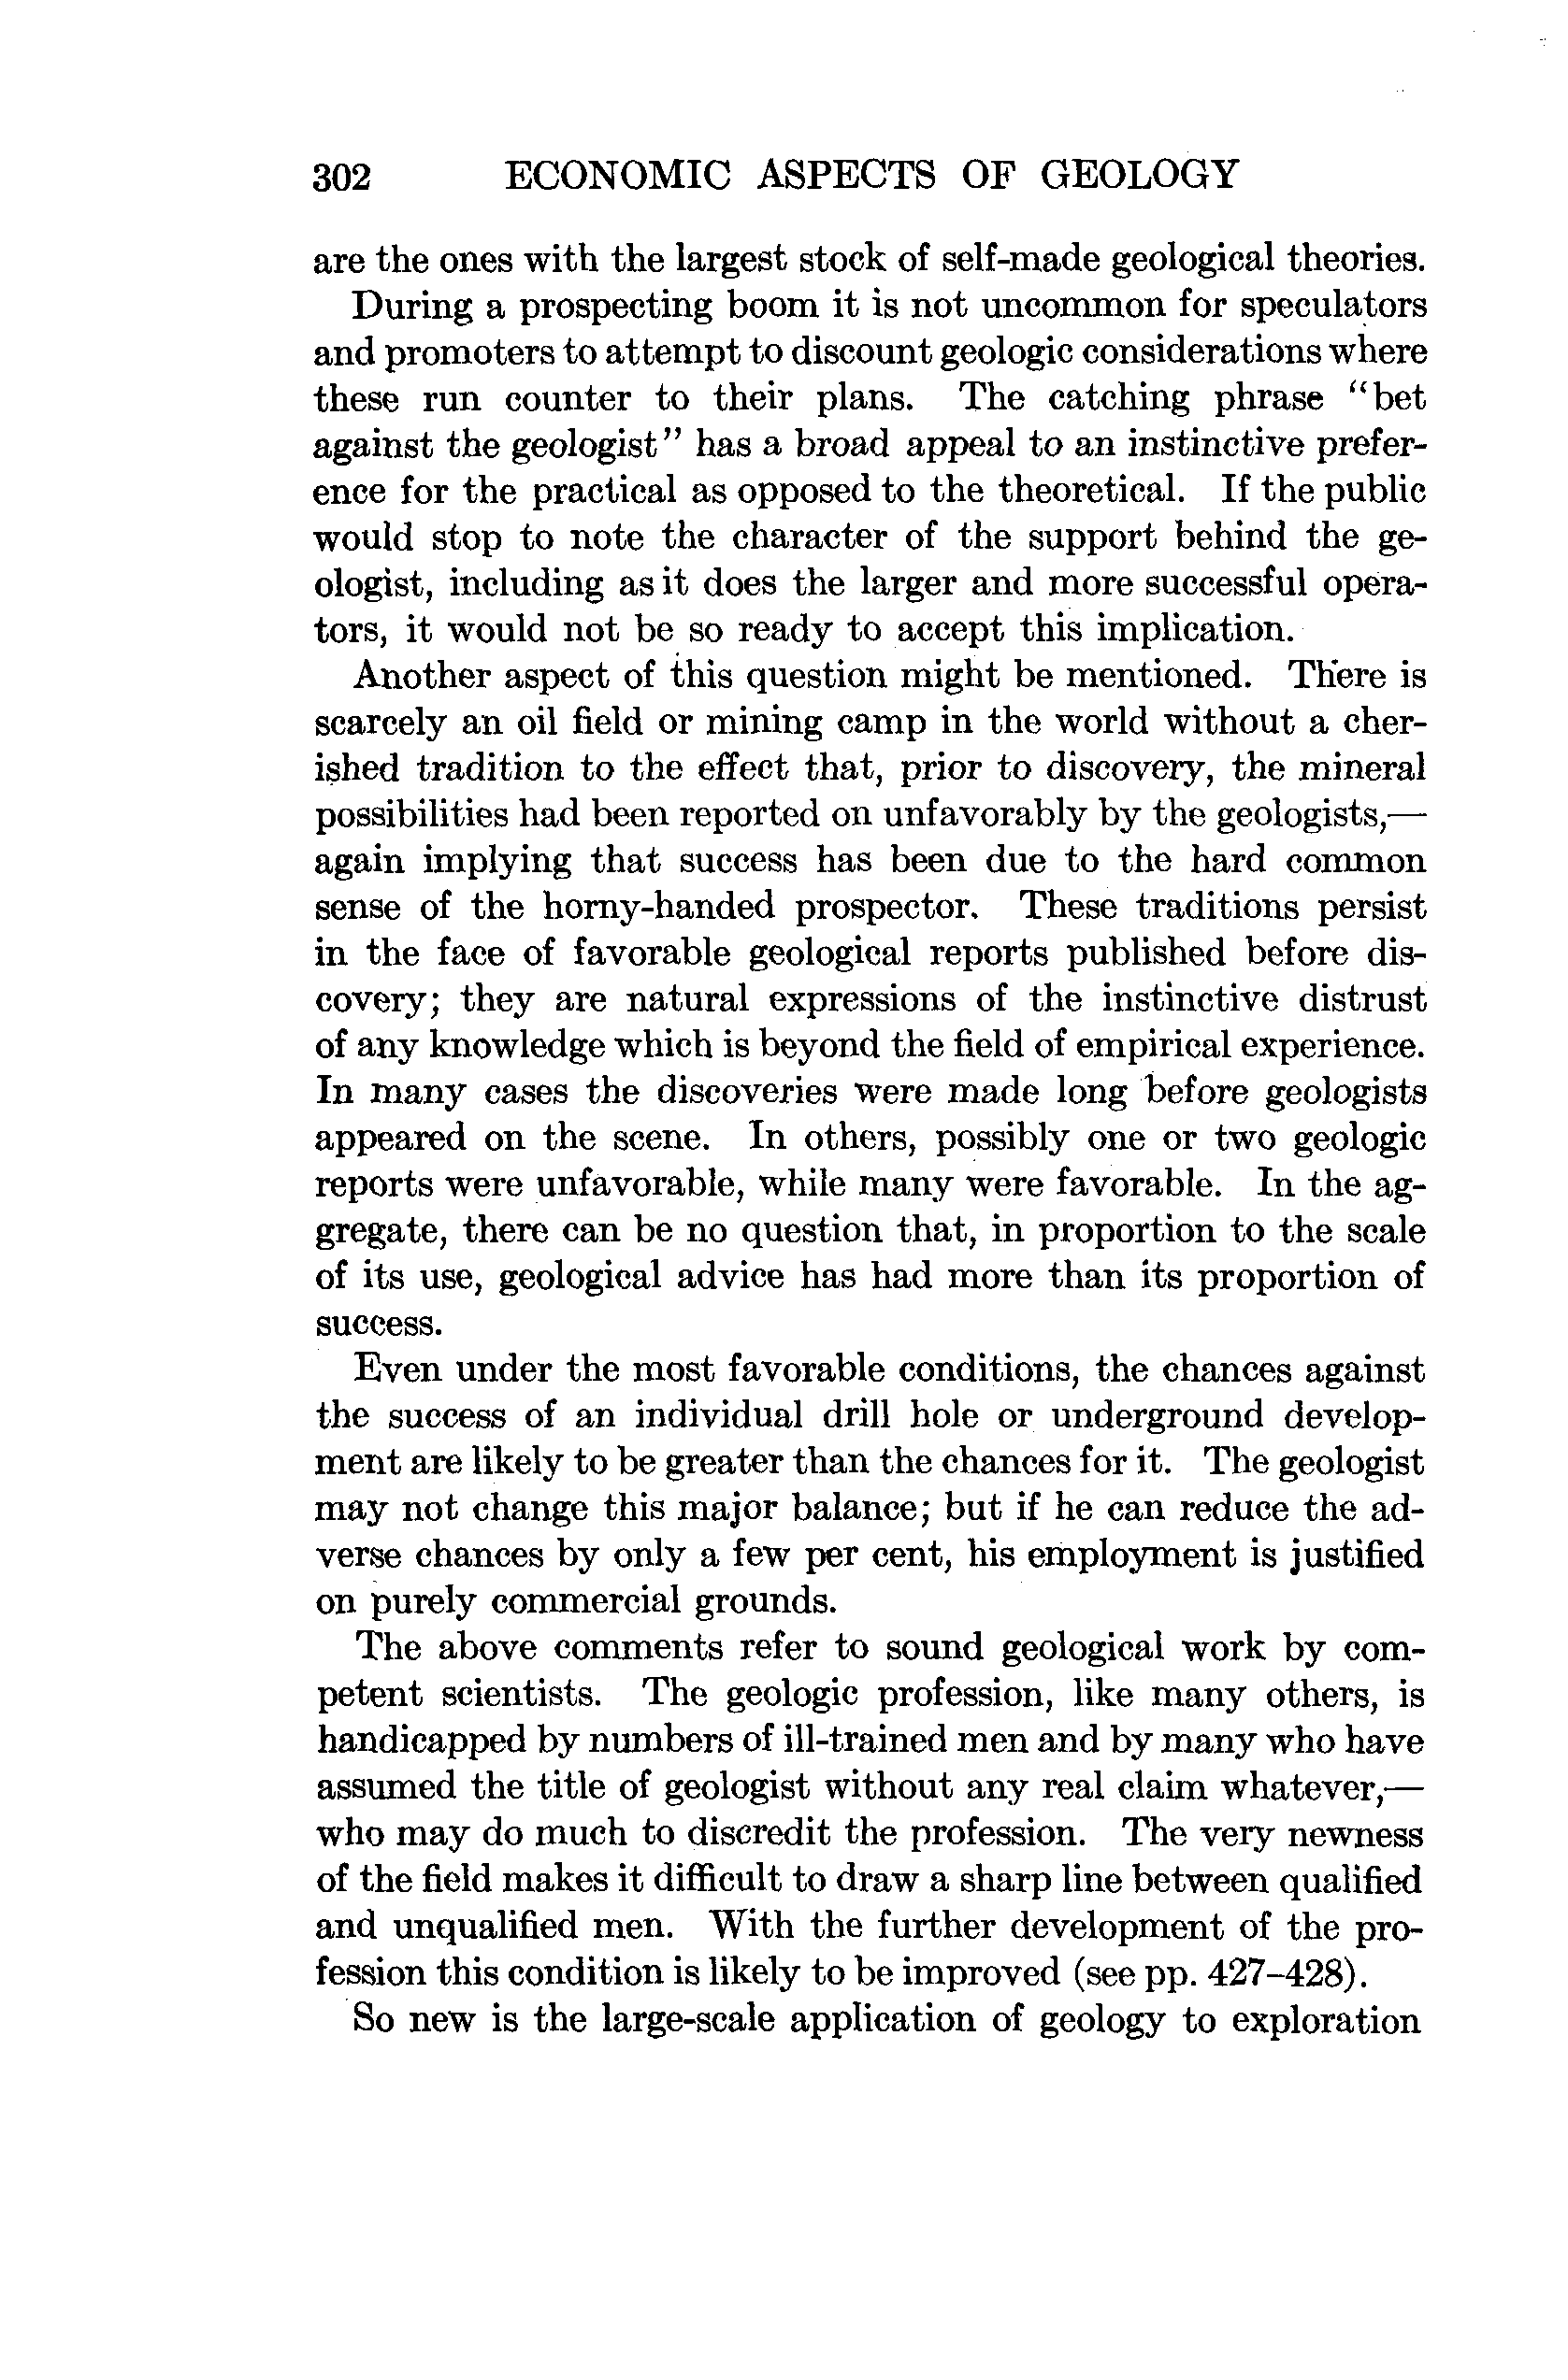 302 ECONOMIC ASPECTS OF GEOLOGY
are the ones with the largest stock of self-made geological theories.
During a prospecting boom it is not uncommon for speculators
and promoters to attempt to discount geologic considerations where
these run counter to their plans. The catching phrase “bet
against the geologist” has a broad appeal to an instinctive prefer-
ence for the practical as opposed to the theoretical. If the public
would stop to note the character of the support behind the ge-
ologist, including as it does the larger and more successful opera-
tors, it would not be so ready to accept this implication.
Another aspect of this question might be mentioned. There is
scarcely an oil field or mining camp in the world without a cher-
ished tradition to the effect that, prior to discovery, the mineral
possibilities had been reported on unfavorably by the geologists,—
again implying that success has been due to the hard common
sense of the horny-handed prospector. These traditions persist
in the face of favorable geological reports published before dis-
covery; they are natural expressions of the instinctive distrust
of any knowledge which is beyond the field of empirical experience.
In many cases the discoveries were made long before geologists
appeared on the scene. In others, possibly one or two geologic
reports were unfavorable, while many were favorable. In the ag-
gregate, there can be no question that, in proportion to the scale
of its use, geological advice has had more than its proportion of
success.
Even under the most favorable conditions, the chances against
the success of an individual drill hole or underground develop-
ment are likely to be greater than the chances for it. The geologist
may not change this major balance; but if he can reduce the ad-
verse chances by only a few per cent, his employment is justified
on purely commercial grounds.
The above comments refer to sound geological work by com-
petent scientists. The geologic profession, like many others, is
handicapped by numbers of ill-trained men and by many who have
assumed the title of geologist without any real claim whatever,—
who may do much to discredit the profession. The very newness
of the field makes it difficult to draw a sharp line between qualified
and unqualified men. With the further development of the pro-
fession this condition is likely to be improved (see pp. 427–428).
So new is the large-scale application of geology to exploration